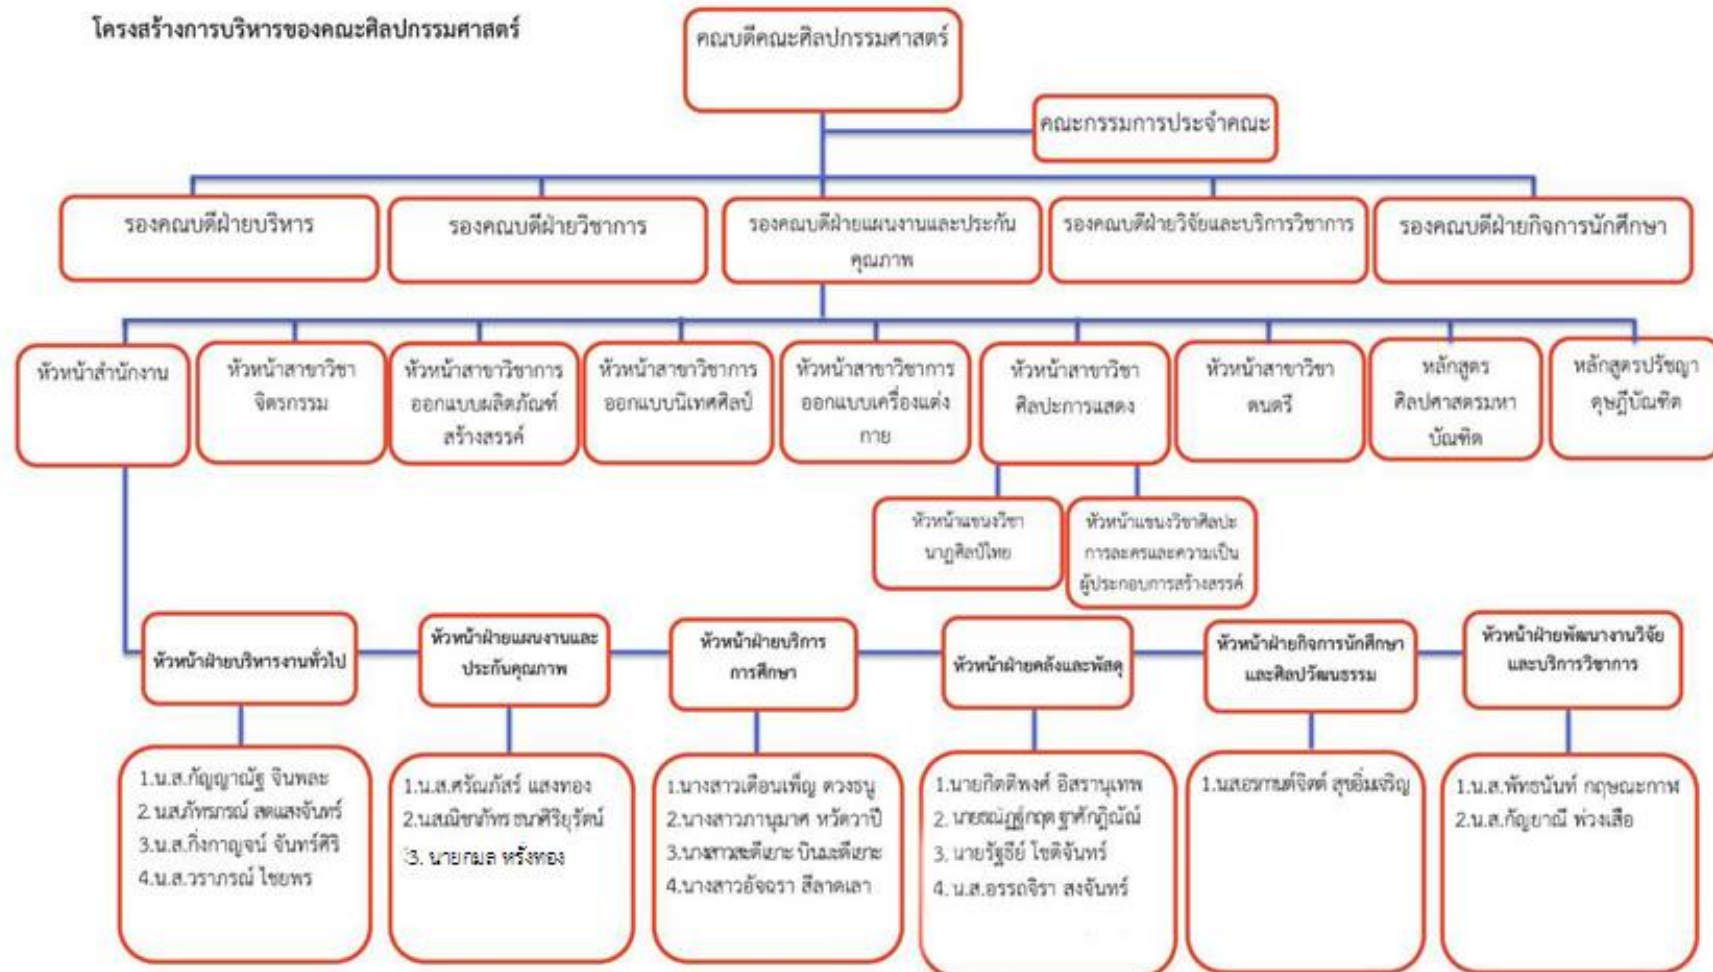 โครงสร้างการบริหารของคณะศิลปกรรมศาสตร์
คณบดีคณะศิลปกรรมศาสตร์
คณะกรรมการประจำคณะ
รองคณบดีฝ่ายบริหาร
รองคณบดีฝ่ายวิชาการ
รองคณบดีฝ่ายแผนงานและประกัน
คุณภาพ
รองคณบดีฝ่ายวิจัยและบริการวิชาการ
รองคณบดีฝ่ายกิจการนักศึกษา
หัวหน้าสำนักงาน
หัวหน้าสาขาวิชา
จิตรกรรม
หัวหน้าสาขาวิชาการ
ออกแบบผลิตภัณฑ์
สร้างสรรค์
หัวหน้าสาขาวิชาการ
ออกแบบนิเทศศิลป์
หัวหน้าสาขาวิชาการ
ออกแบบเครื่องแต่ง
กาย
หัวหน้าสาขาวิชา
ศิลปะการแสดง
หัวหน้าสาขาวิชา
ดนตรี
หลักสูตร
ศิลปศาสตรมหา
บัณฑิต
หลักสูตรปรัชญา
ดุษฎีบัณฑิต
หัวหน้าแขนงวิชา
นาฏศิลป์ไทย
หัวหน้าแขนงวิชาศิลปะ
การละครและความเป็น
ผู้ประกอบการสร้างสรรค์
หัวหน้าฝ่ายบริหารงานทั่วไป
หัวหน้าฝ่ายแผนงานและ
ประกันคุณภาพ
หัวหน้าฝ่ายบริการ
การศึกษา
หัวหน้าฝ่ายคลังและพัสดุ
หัวหน้าฝ่ายกิจการนักศึกษา
และศิลปวัฒนธรรม
หัวหน้าฝ่ายพัฒนางานวิจัย
และบริการวิชาการ
1.น.ส.กัญญาณัฐ จินพละ
2. น.ส.ภัทรภรณ์ สดแสงจันทร์
3.น.ส.กิ่งกาญจน์ จันทร์ศิริ
4.น.ส.วราภรณ์ ไชยพร
1.น.ส.ศรัณภัสร์ แสงทอง
2.น.ส.ณิชาภัทร ธนาศิริยุรัตน์
3. นายกมล หรั่งทอง
1.นางสาวเดือนเพ็ญ ดวงธนู
2.นางสาวภานุมาศ หวัดวาปี
3.นางสาวสะตียาะ บินมะตีเยาะ
4.นางสาวอัจฉรา สีลาดเลา
1.นายกิตติพงศ์ อิสรานุเทพ
2. นาย
3. นายรัฐธีย์ โชติจันทร์
4. น.ส.อรรถจิรา สงจันทร์
1.น.ส.อรกานต์จิตต์ สุขอิ่มเจริญ
1.น.ส.พัทธนันท์ กฤษณะกาฬ
2.น.ส.กัญยาณี พ่วงเสือ